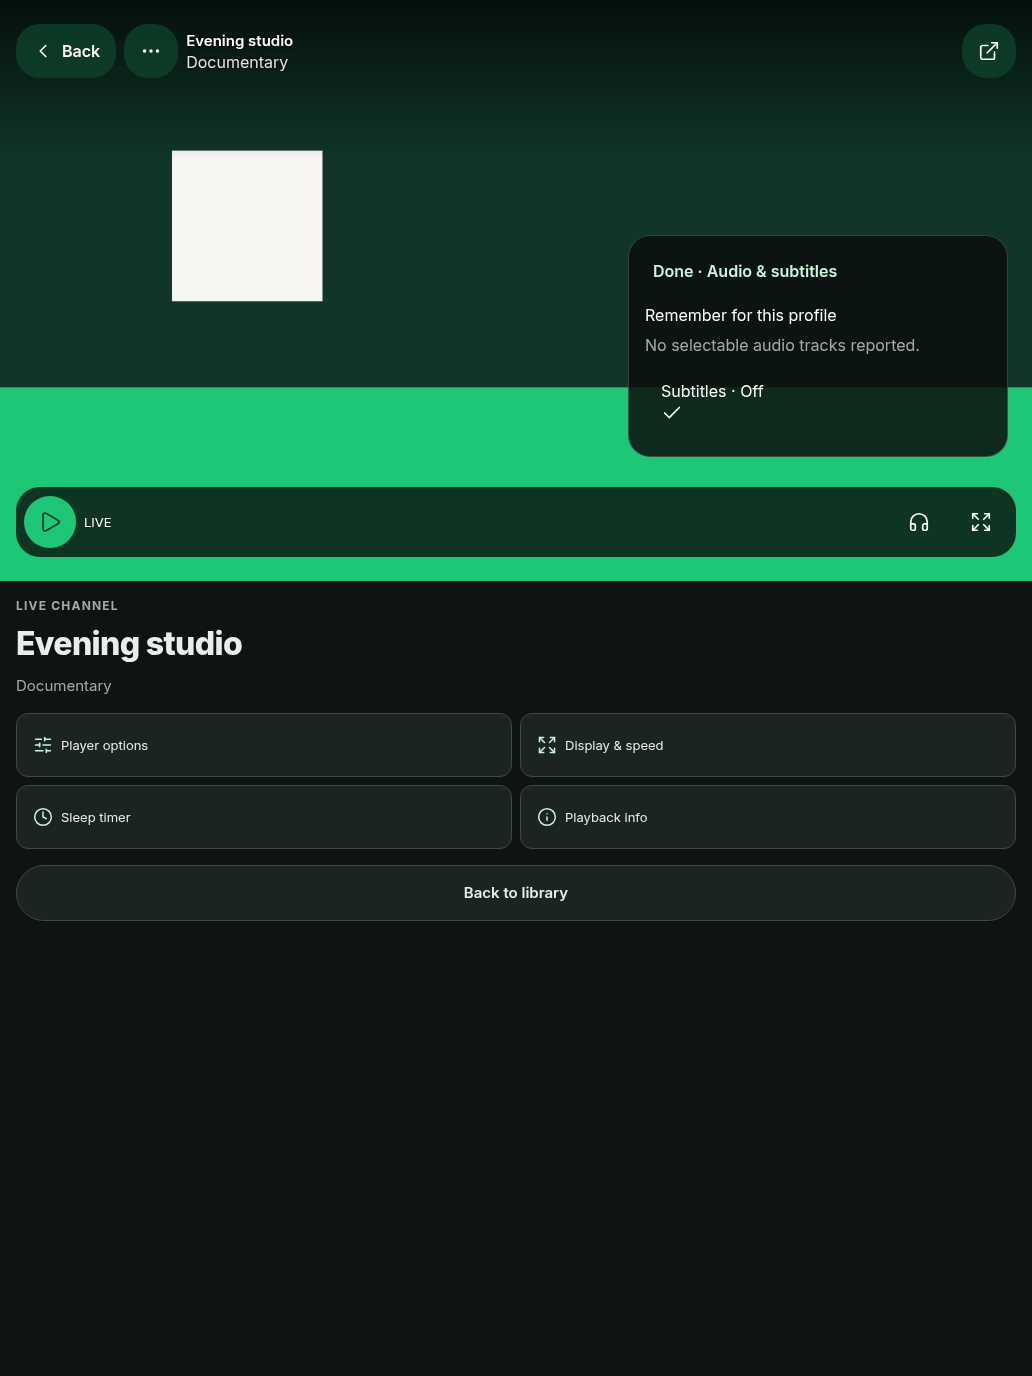 Back
Evening studio
Documentary
Done · Audio & subtitles
Remember for this profile
No selectable audio tracks reported.
Subtitles · Off
LIVE
LIVE CHANNEL
Evening studio
Documentary
Player options
Display & speed
Sleep timer
Playback info
Back to library